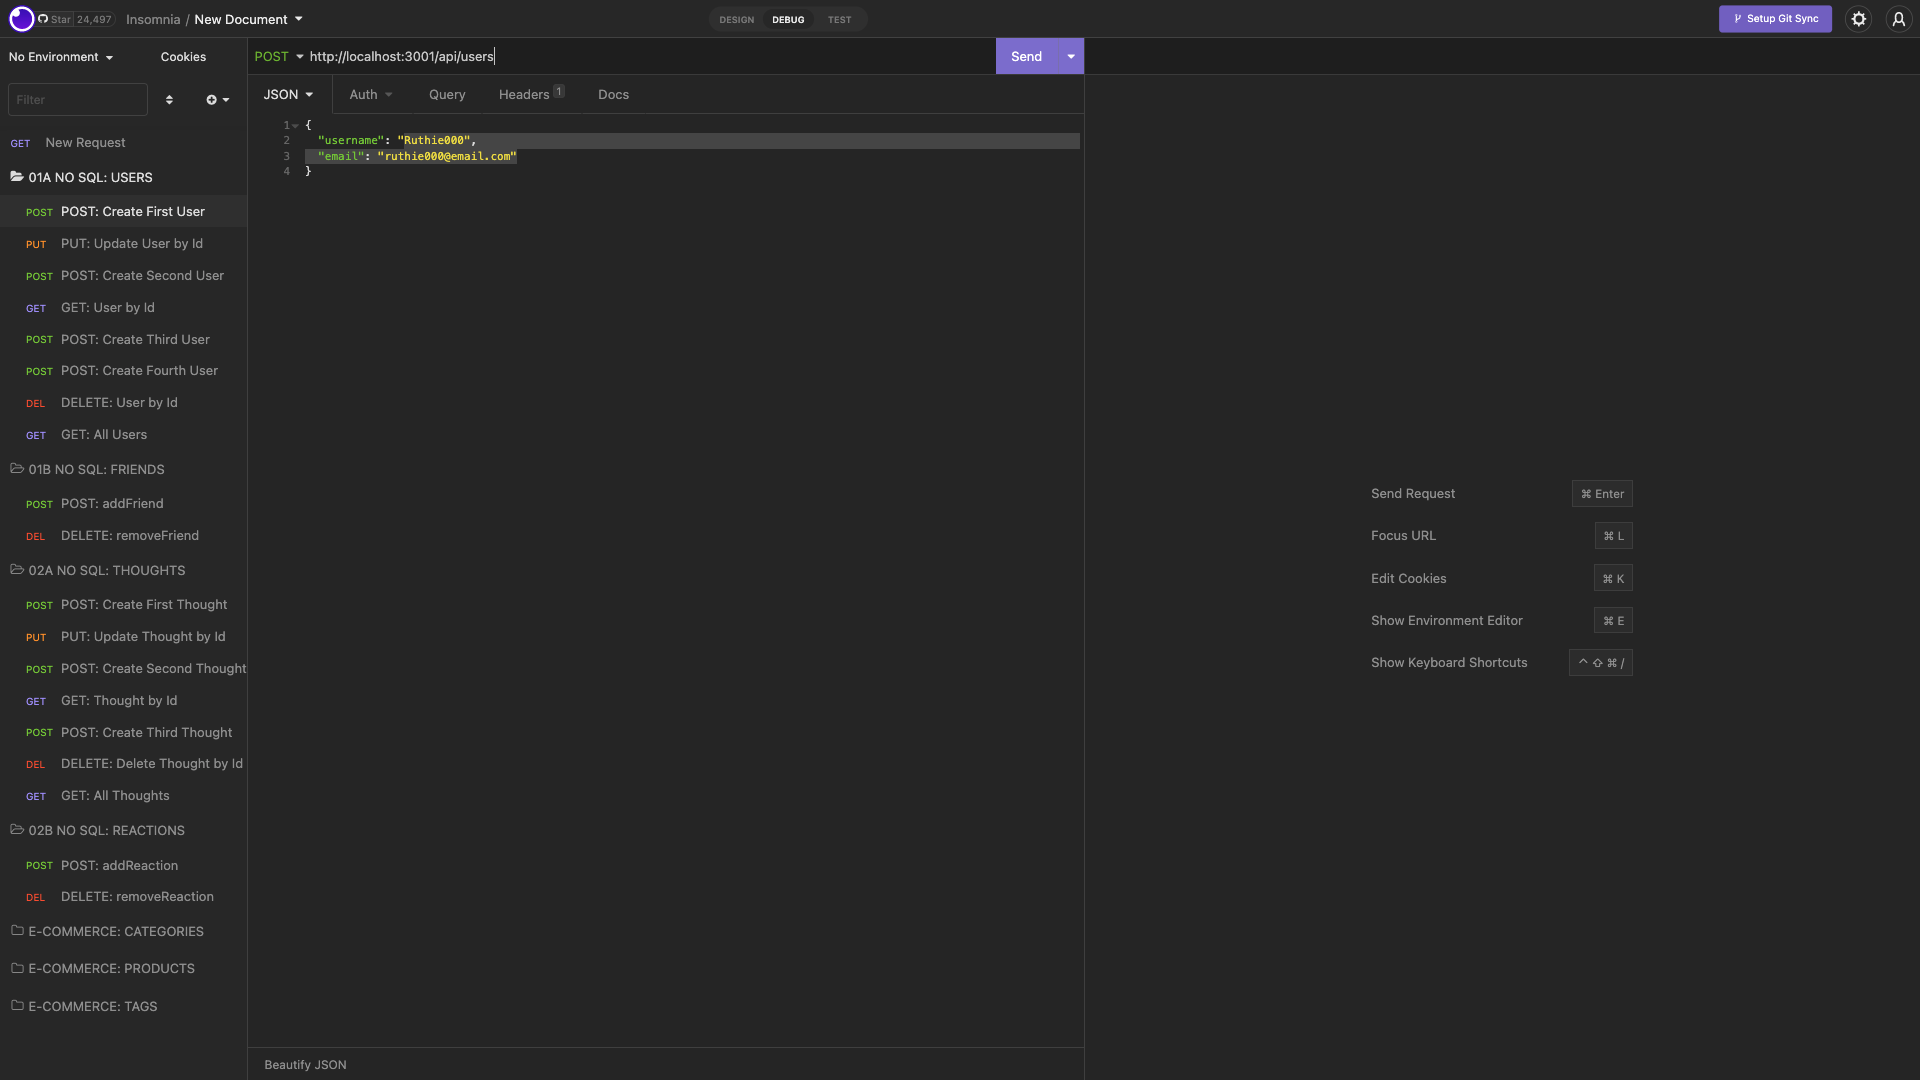 Star 24,497 Insomnia / New Document DESIGN DEBUG TEST Setup Git Sync
No Environment Cookies
POST http://localhost:3001/api/users Send
Filter
JSON Auth Query Headers 1 Docs
1 {
2 "username": "Ruthie000",
3 "email": "ruthie000@email.com"
4 }
GET New Request
01A NO SQL: USERS
POST POST: Create First User
PUT PUT: Update User by Id
POST POST: Create Second User
GET GET: User by Id
POST POST: Create Third User
POST POST: Create Fourth User
DEL DELETE: User by Id
GET GET: All Users
01B NO SQL: FRIENDS
POST POST: addFriend
DEL DELETE: removeFriend
02A NO SQL: THOUGHTS
POST POST: Create First Thought
PUT PUT: Update Thought by Id
POST POST: Create Second Thought
GET GET: Thought by Id
POST POST: Create Third Thought
DEL DELETE: Delete Thought by Id
GET GET: All Thoughts
02B NO SQL: REACTIONS
POST POST: addReaction
DEL DELETE: removeReaction
E-COMMERCE: CATEGORIES
E-COMMERCE: PRODUCTS
E-COMMERCE: TAGS
Beautify JSON
Send Request ⌘ Enter
Focus URL ⌘ L
Edit Cookies ⌘ K
Show Environment Editor ⌘ E
Show Keyboard Shortcuts ⌃ ⇧ ⌘ /